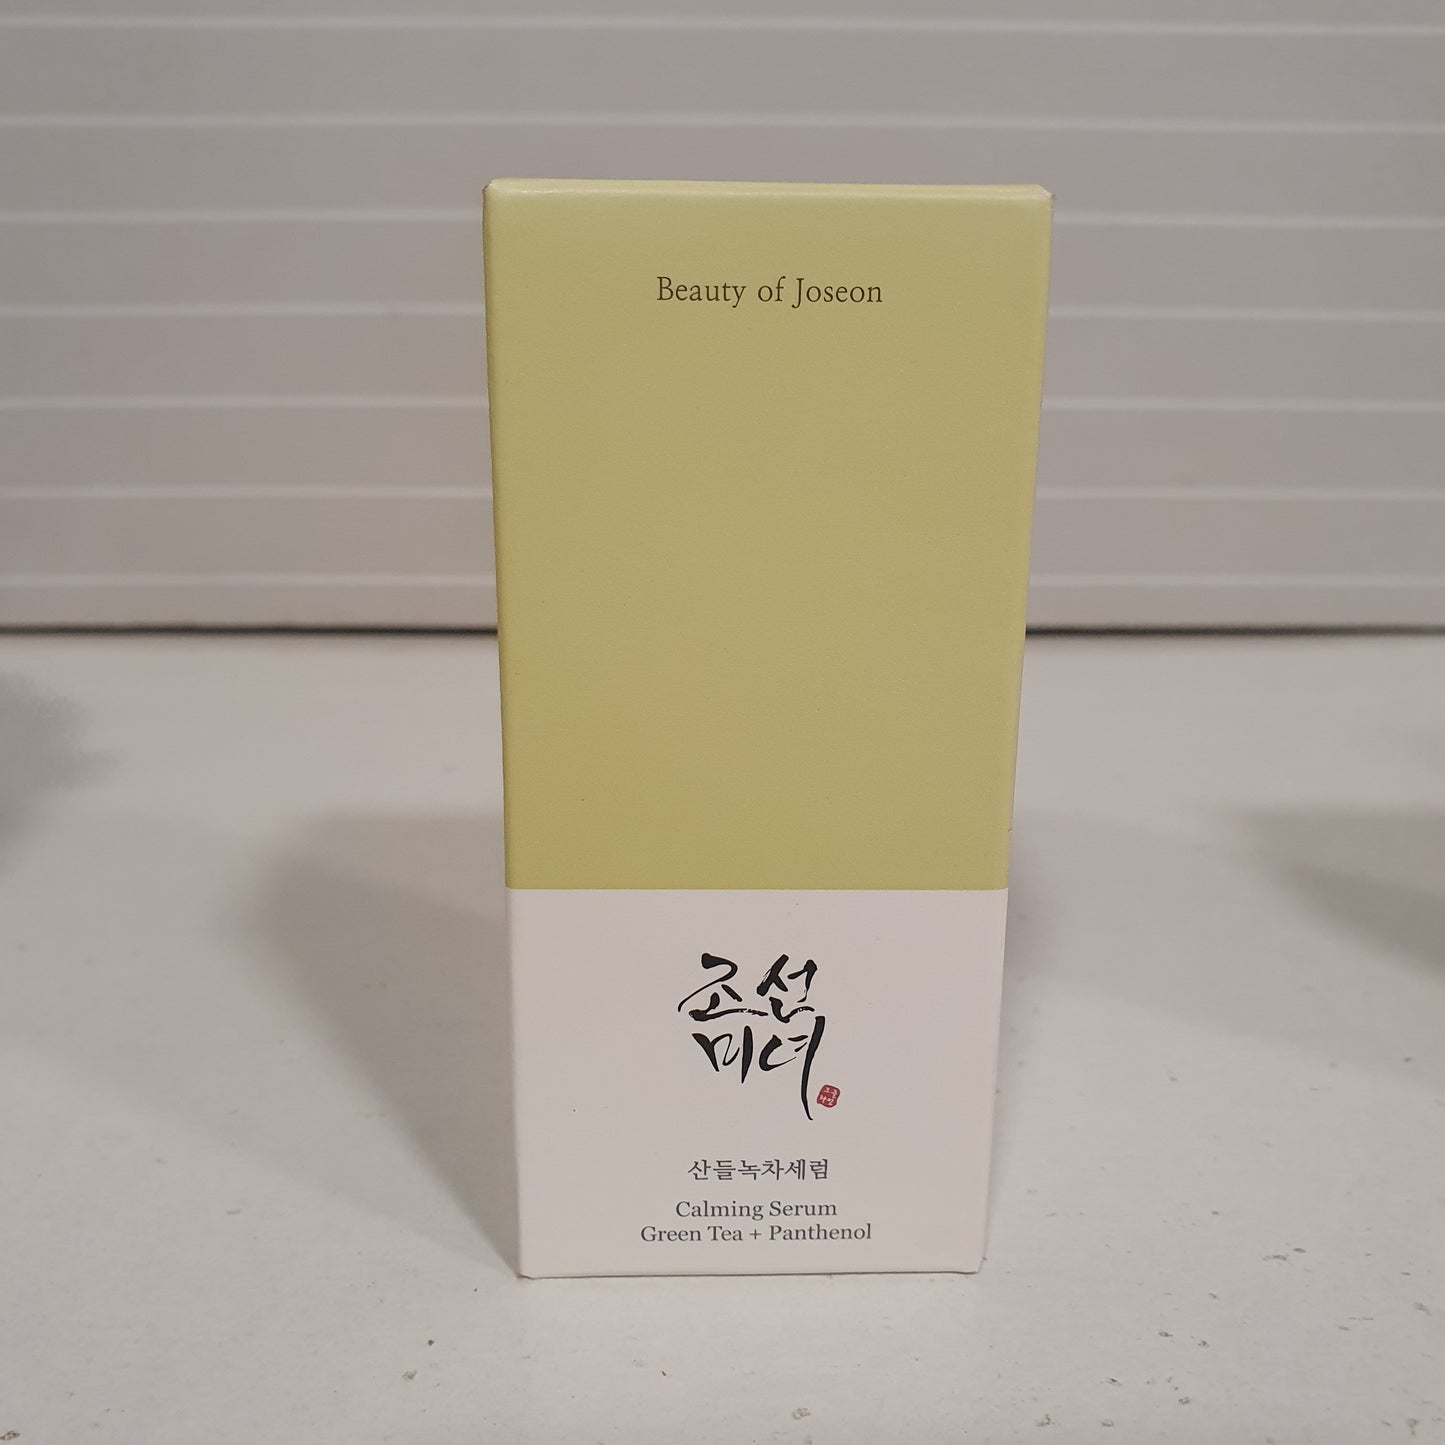 Beauty of Joseon
조선
미녀
산들녹차세럼
Calming Serum
Green Tea + Panthenol